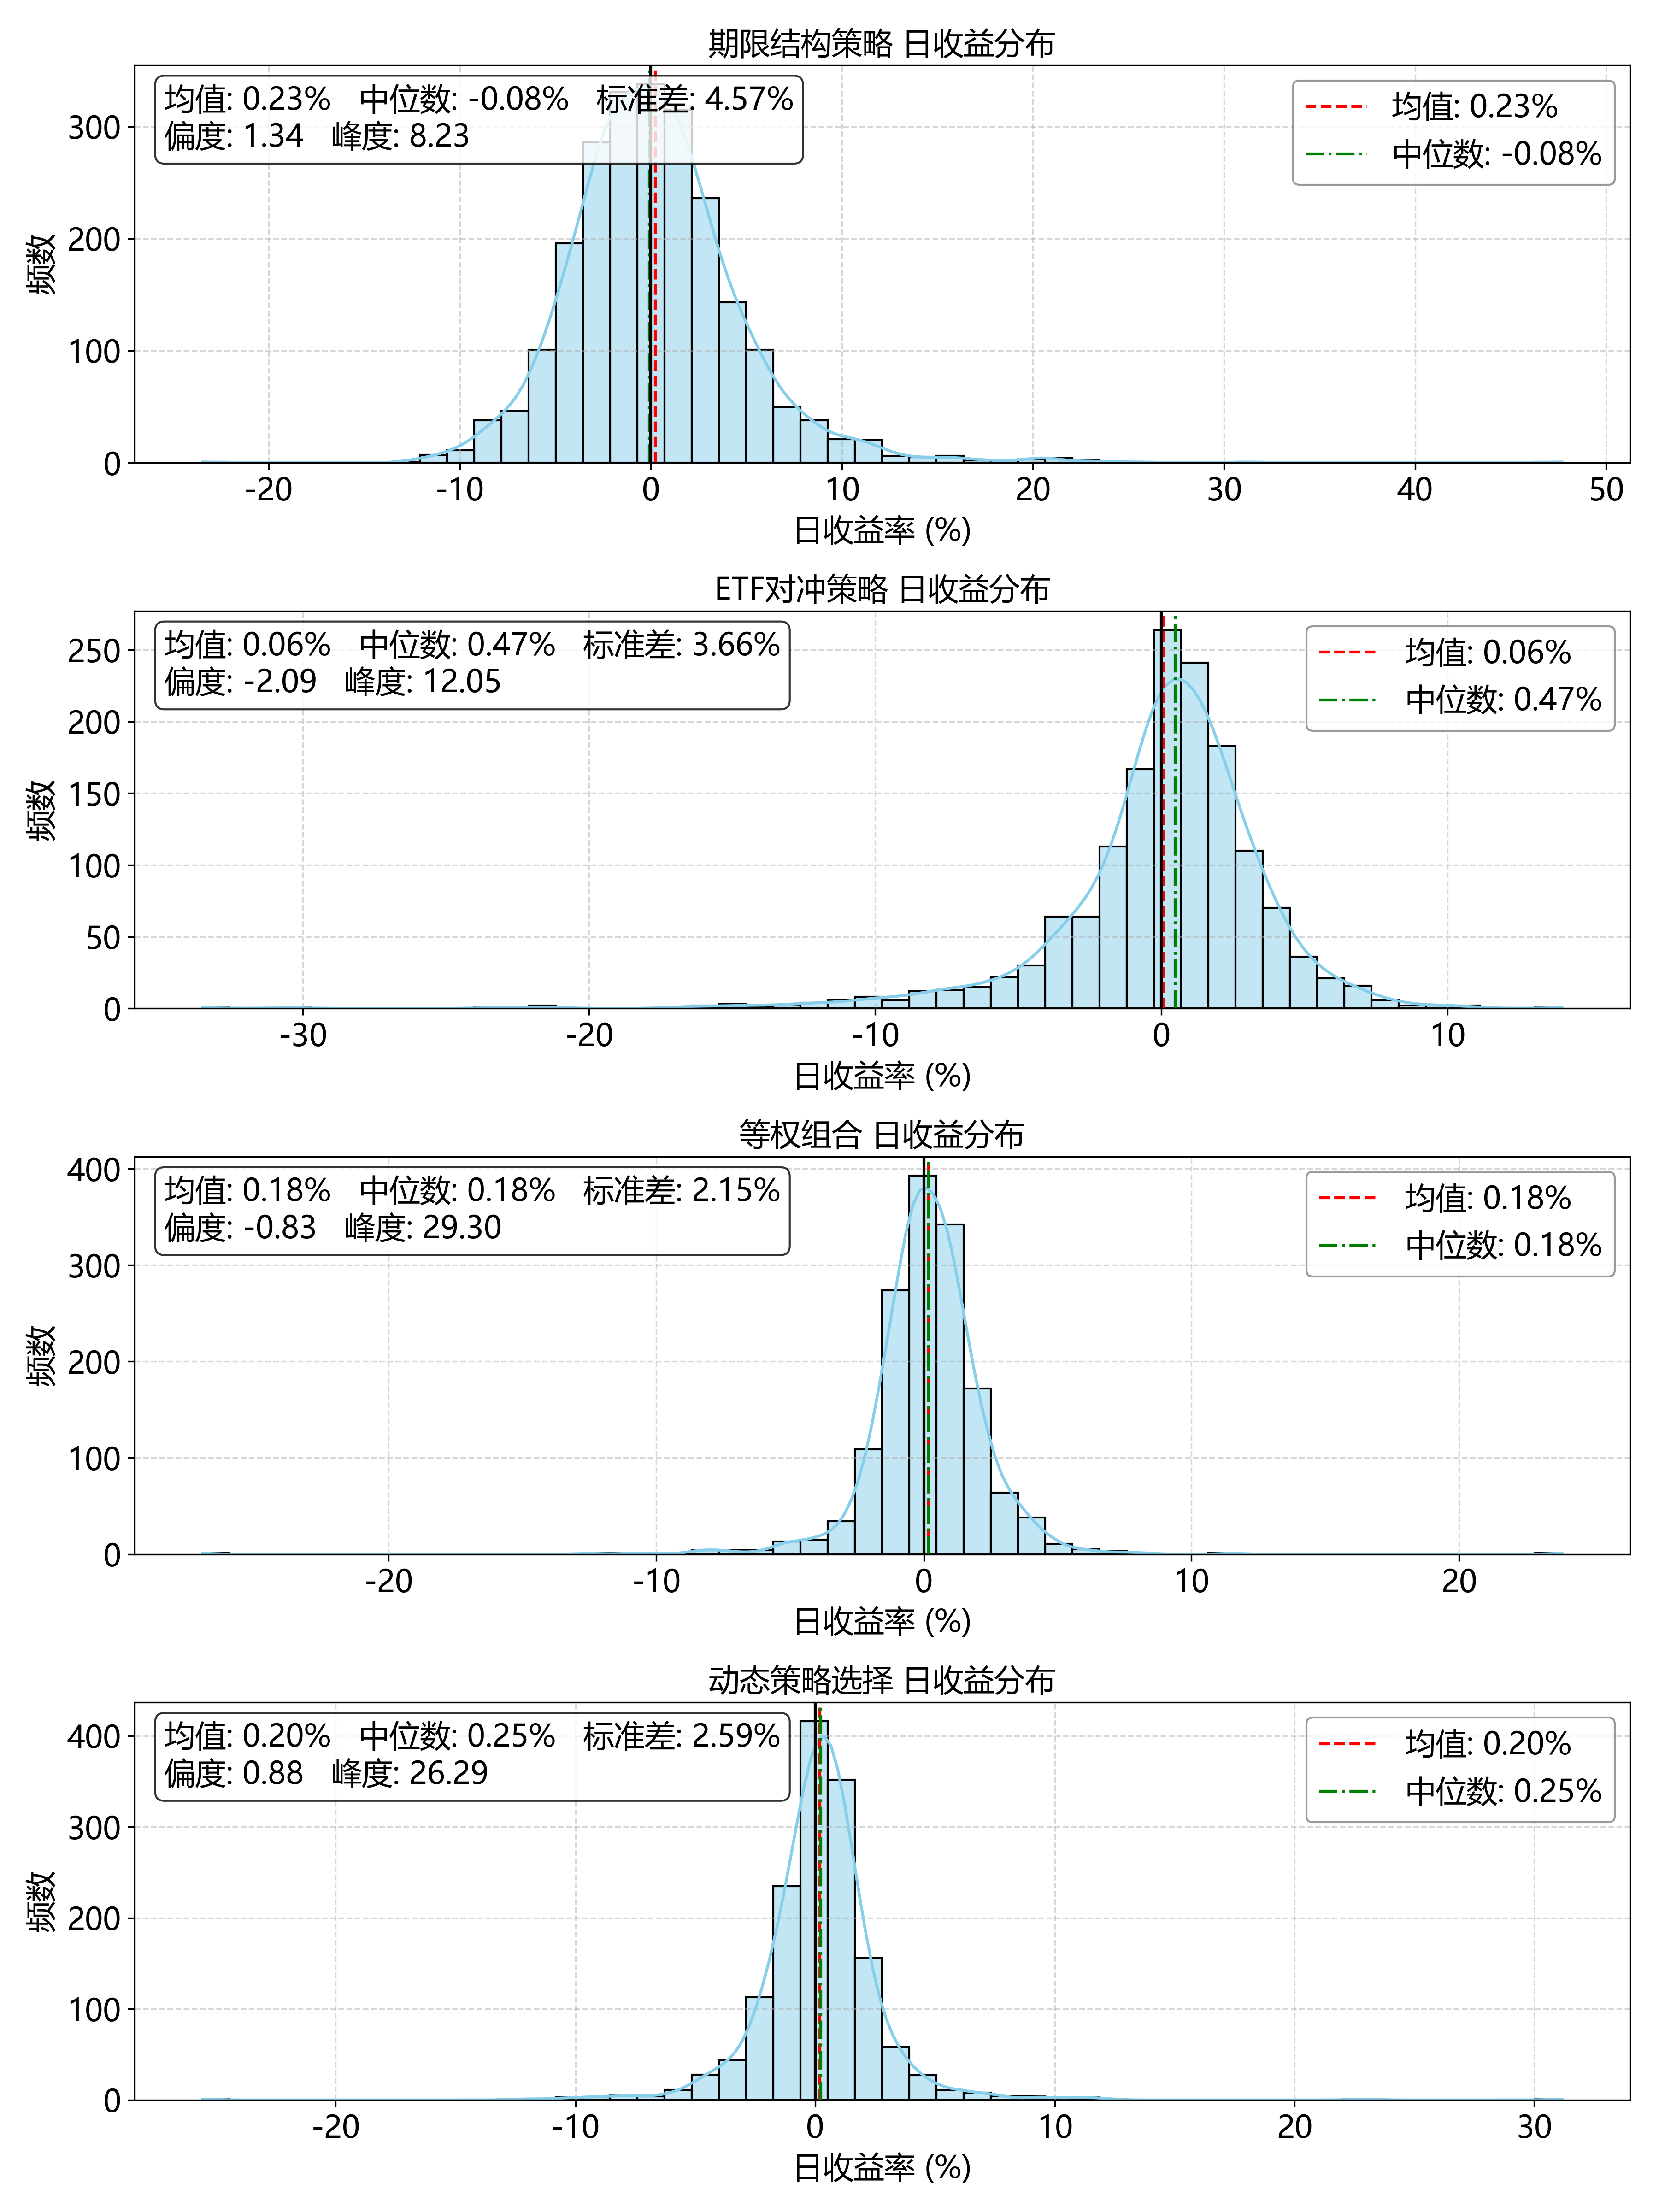 期限结构策略 日收益分布
均值: 0.23% 中位数: -0.08% 标准差: 4.57%
偏度: 1.34 峰度: 8.23
均值: 0.23%
中位数: -0.08%
频数
300
200
100
0
-20 -10 0 10 20 30 40 50
日收益率 (%)
ETF对冲策略 日收益分布
均值: 0.06% 中位数: 0.47% 标准差: 3.66%
偏度: -2.09 峰度: 12.05
均值: 0.06%
中位数: 0.47%
频数
250
200
150
100
50
0
-30 -20 -10 0 10
日收益率 (%)
等权组合 日收益分布
均值: 0.18% 中位数: 0.18% 标准差: 2.15%
偏度: -0.83 峰度: 29.30
均值: 0.18%
中位数: 0.18%
频数
400
300
200
100
0
-20 -10 0 10 20
日收益率 (%)
动态策略选择 日收益分布
均值: 0.20% 中位数: 0.25% 标准差: 2.59%
偏度: 0.88 峰度: 26.29
均值: 0.20%
中位数: 0.25%
频数
400
300
200
100
0
-20 -10 0 10 20 30
日收益率 (%)